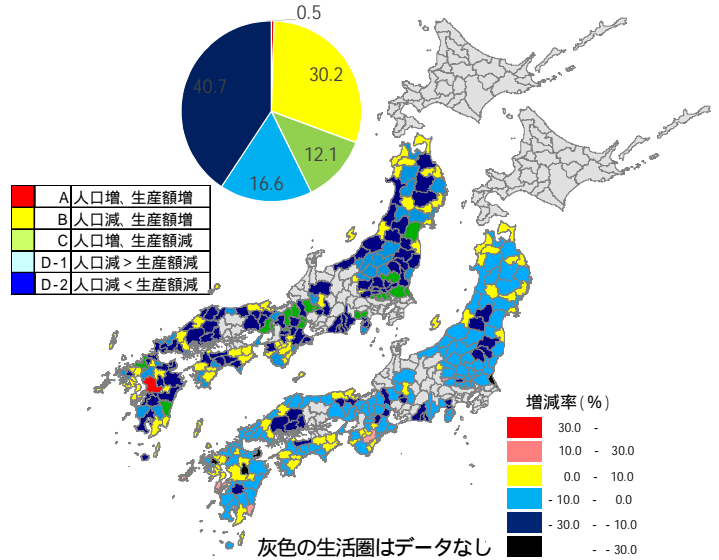 0.5
30.2
12.1
16.6
40.7
A 人口増、生産額増
B 人口減、生産額増
C 人口増、生産額減
D-1 人口減＞生産額減
D-2 人口減＜生産額減
増減率(%)
30.0 -
10.0 - 30.0
0.0 - 10.0
- 10.0 - 0.0
- 30.0 - - 10.0
- - 30.0
灰色の生活圏はデータなし